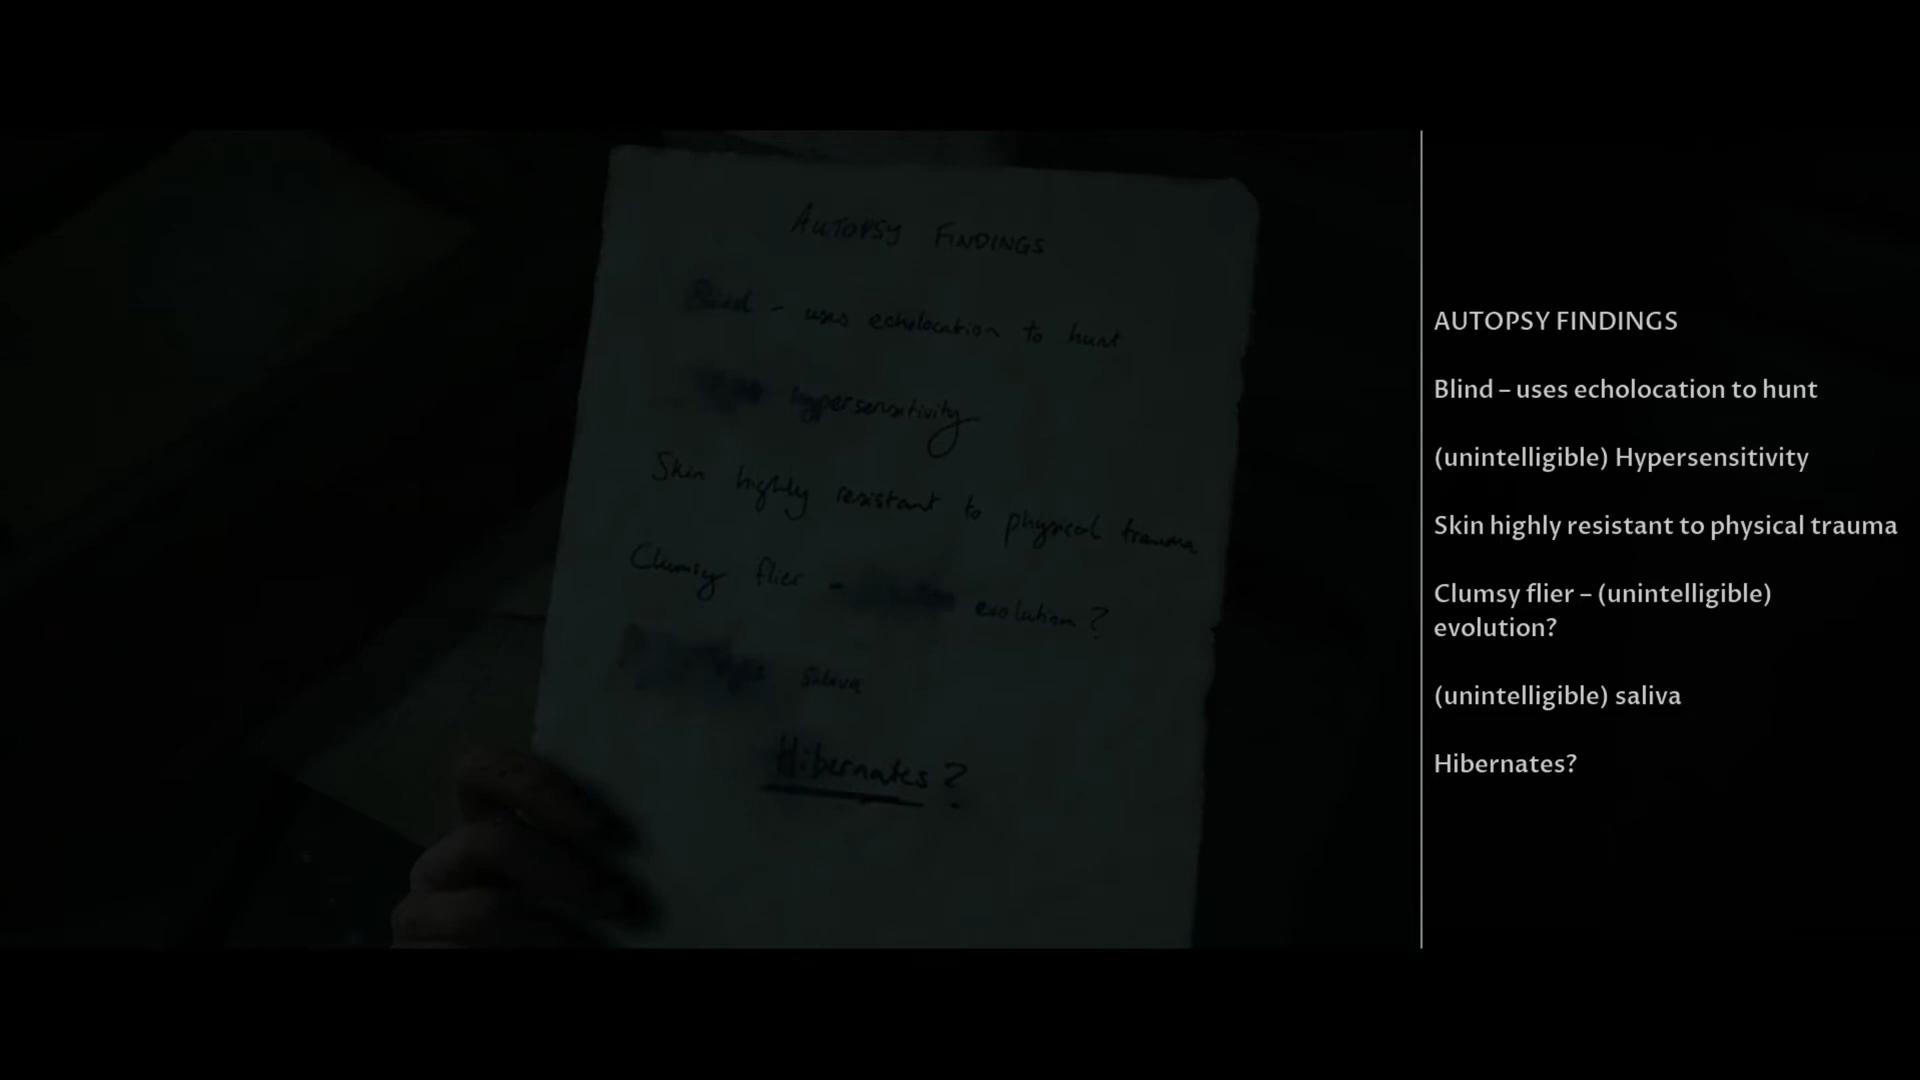 AUTOPSY FINDINGS
Blind - uses echolocation to hunt
hypersensitivity
Skin highly resistant to physical trauma
Clumsy flier - evolution?
saliva
Hibernates?
AUTOPSY FINDINGS
Blind – uses echolocation to hunt
(unintelligible) Hypersensitivity
Skin highly resistant to physical trauma
Clumsy flier – (unintelligible)
evolution?
(unintelligible) saliva
Hibernates?